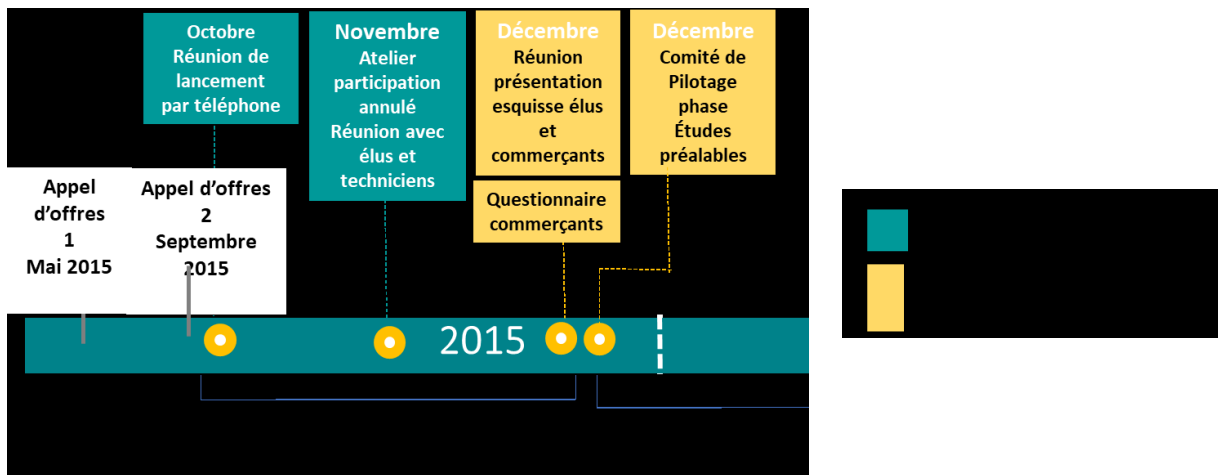 Octobre
Réunion de
lancement
par téléphone
Novembre
Atelier
participation
annulé
Réunion avec
élus et
techniciens
Décembre
Réunion
présentation
esquisse élus
et
commerçants
Questionnaire
commerçants
Décembre
Comité de
Pilotage
phase
Études
préalables
Appel
d’offres
1
Mai 2015
Appel d’offres
2
Septembre
2015
2015